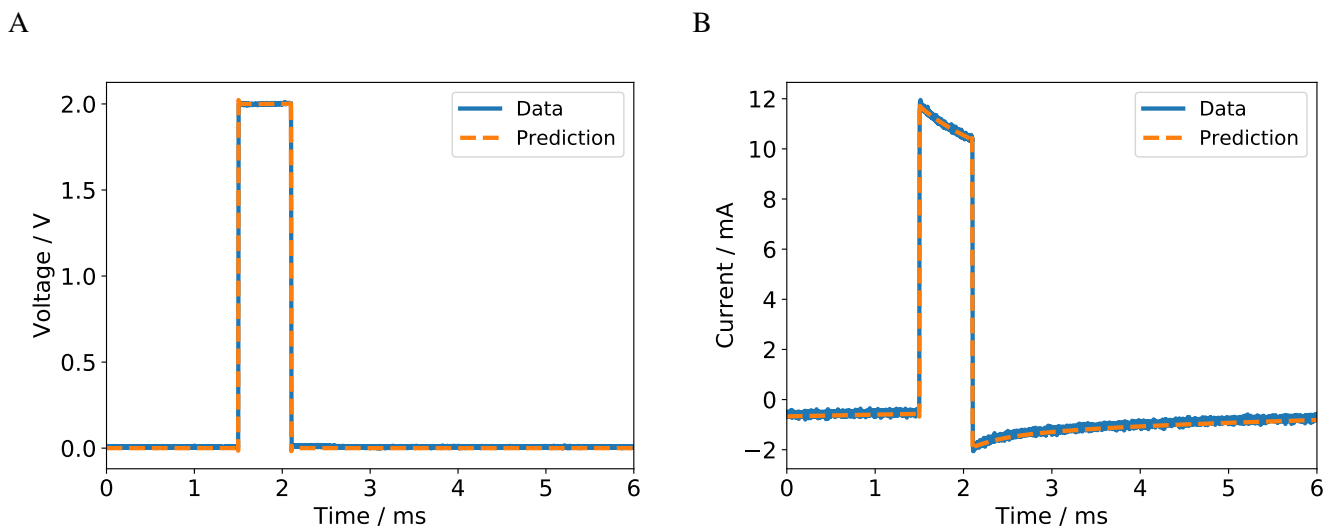 A
B
Voltage / V
2.0
1.5
1.0
0.5
0.0
Data
Prediction
0 1 2 3 4 5 6
Time / ms
Current / mA
12
10
8
6
4
2
0
−2
Data
Prediction
0 1 2 3 4 5 6
Time / ms